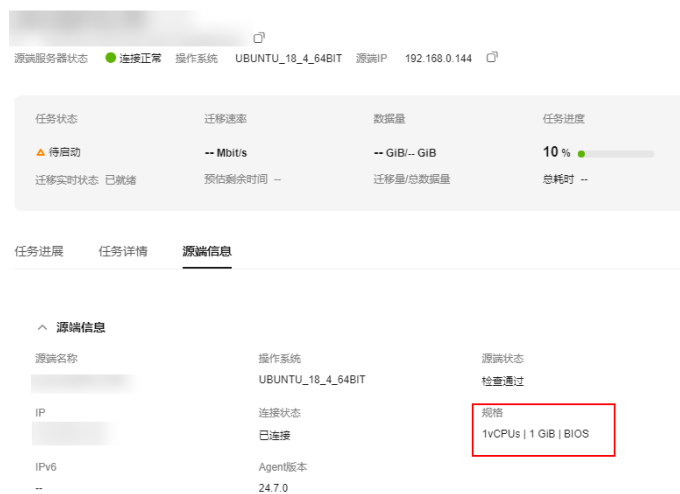 源端服务器状态 连接正常 操作系统 UBUNTU_18_4_64BIT 源端IP 192.168.0.144
任务状态 迁移速率 数据量 任务进度
待启动 -- Mbit/s -- GiB/-- GiB 10 %
迁移实时状态 已就绪 预估剩余时间 -- 迁移量/总数据量 总耗时 --
任务进展 任务详情 源端信息
源端信息
源端名称 操作系统 源端状态
UBUNTU_18_4_64BIT 检查通过
IP 连接状态 规格
已连接 1vCPUs | 1 GiB | BIOS
IPv6 Agent版本
-- 24.7.0